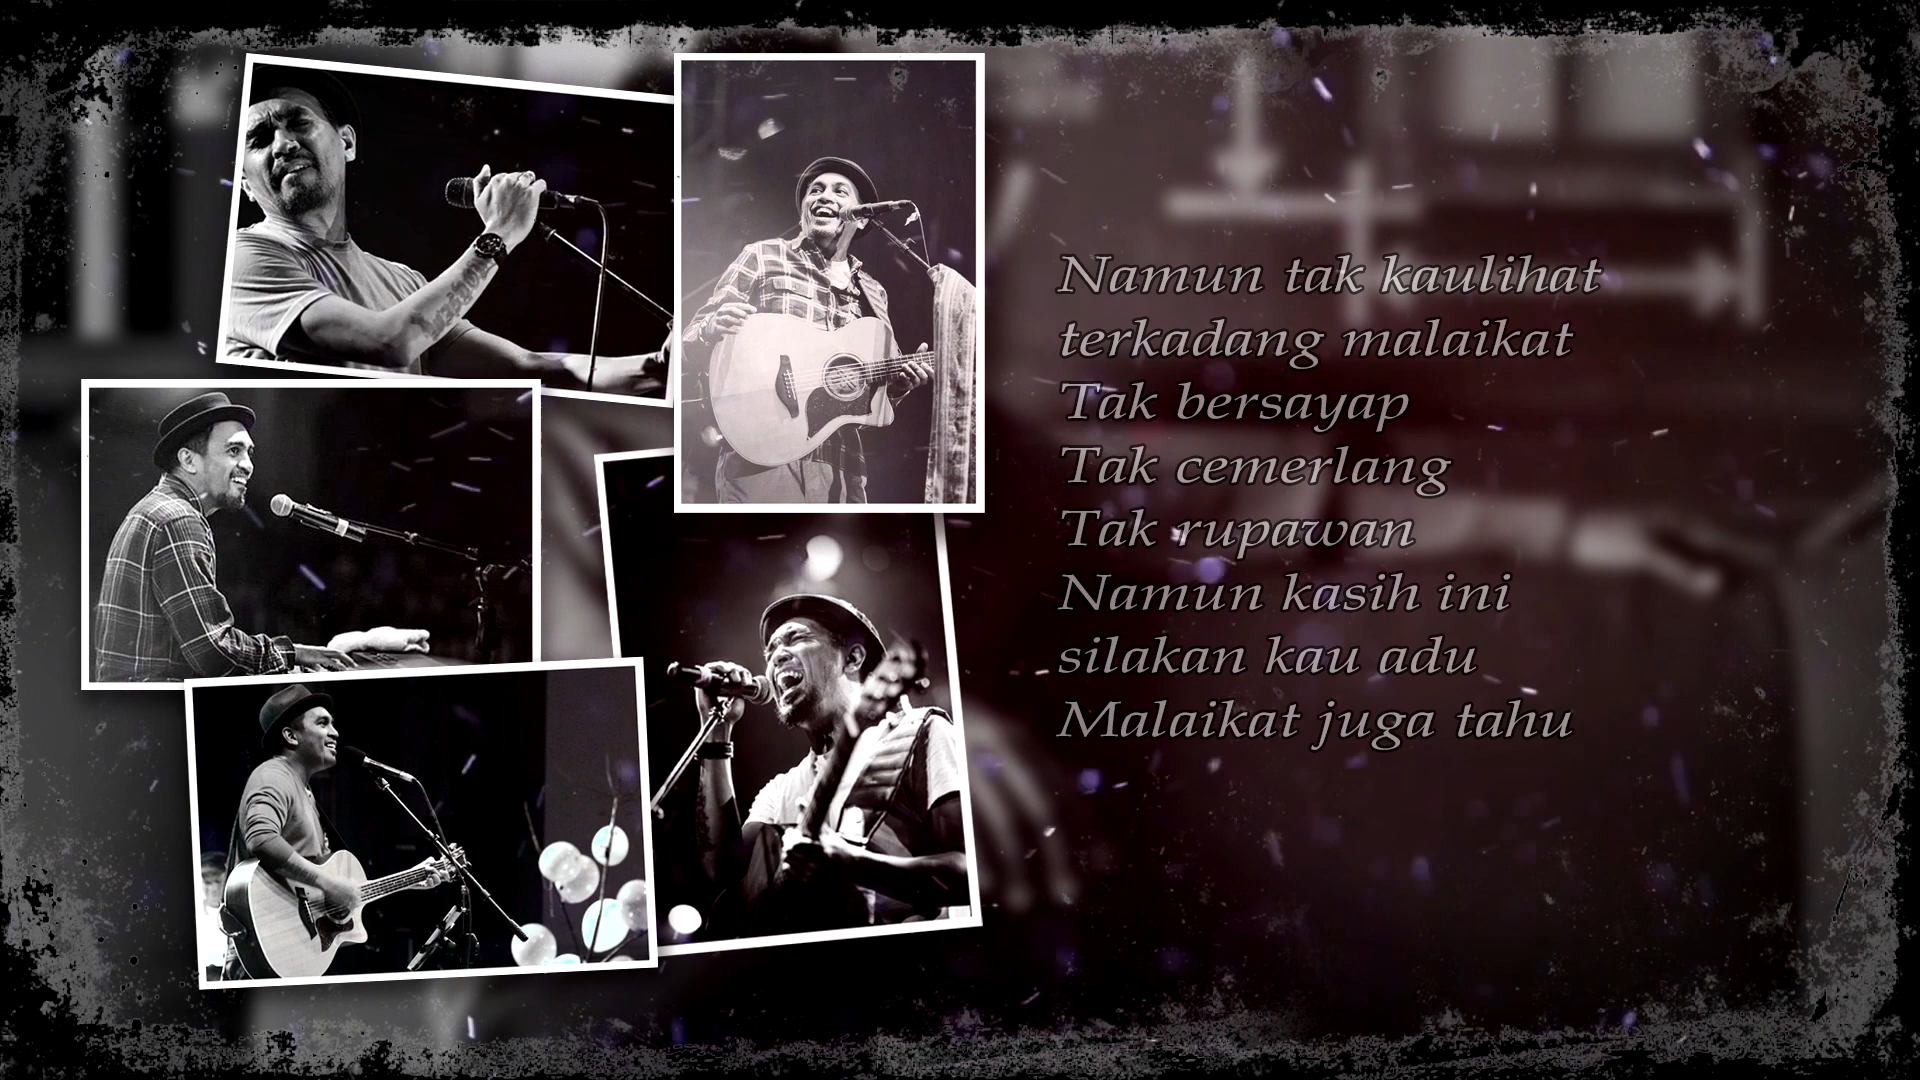 Namun tak kaulihat
terkadang malaikat
Tak bersayap
Tak cemerlang
Tak rupawan
Namun kasih ini
silakan kau adu
Malaikat juga tahu